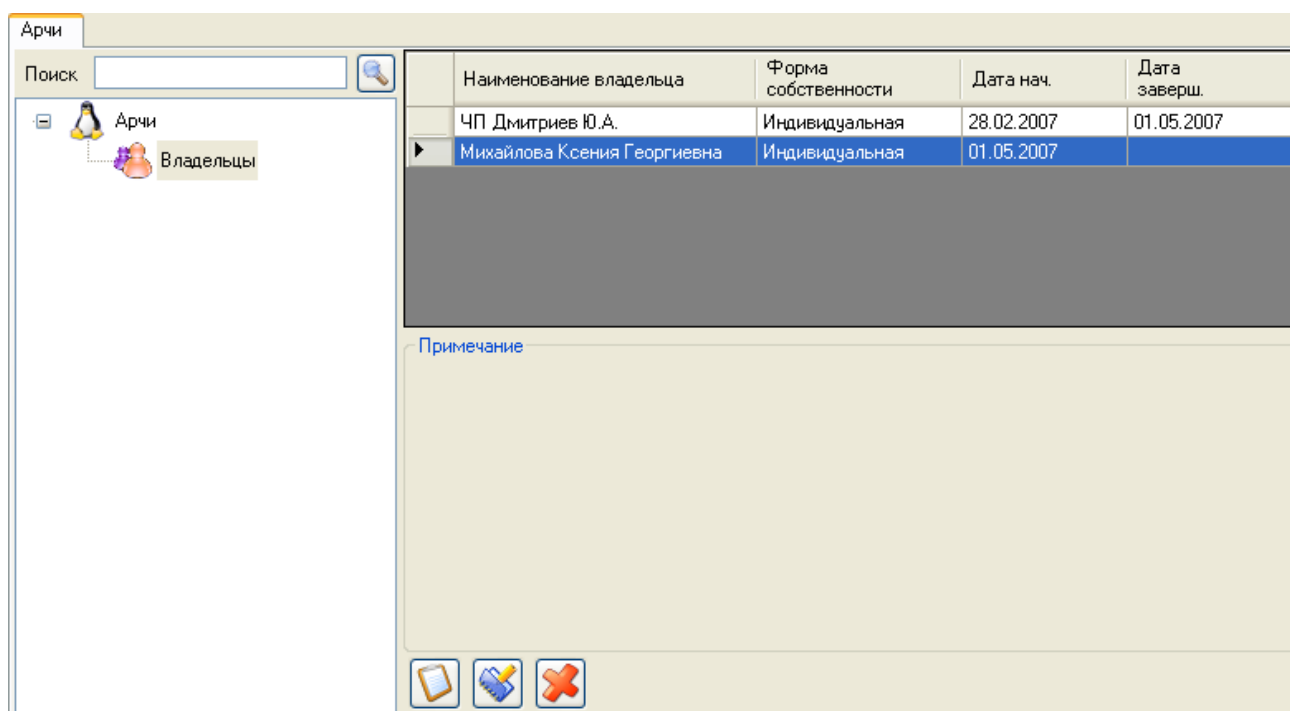 Арчи
Поиск
Арчи
Владельцы
Наименование владельца Форма собственности Дата нач. Дата заверш.
ЧП Дмитриев Ю.А. Индивидуальная 28.02.2007 01.05.2007
Михайлова Ксения Георгиевна Индивидуальная 01.05.2007
Примечание